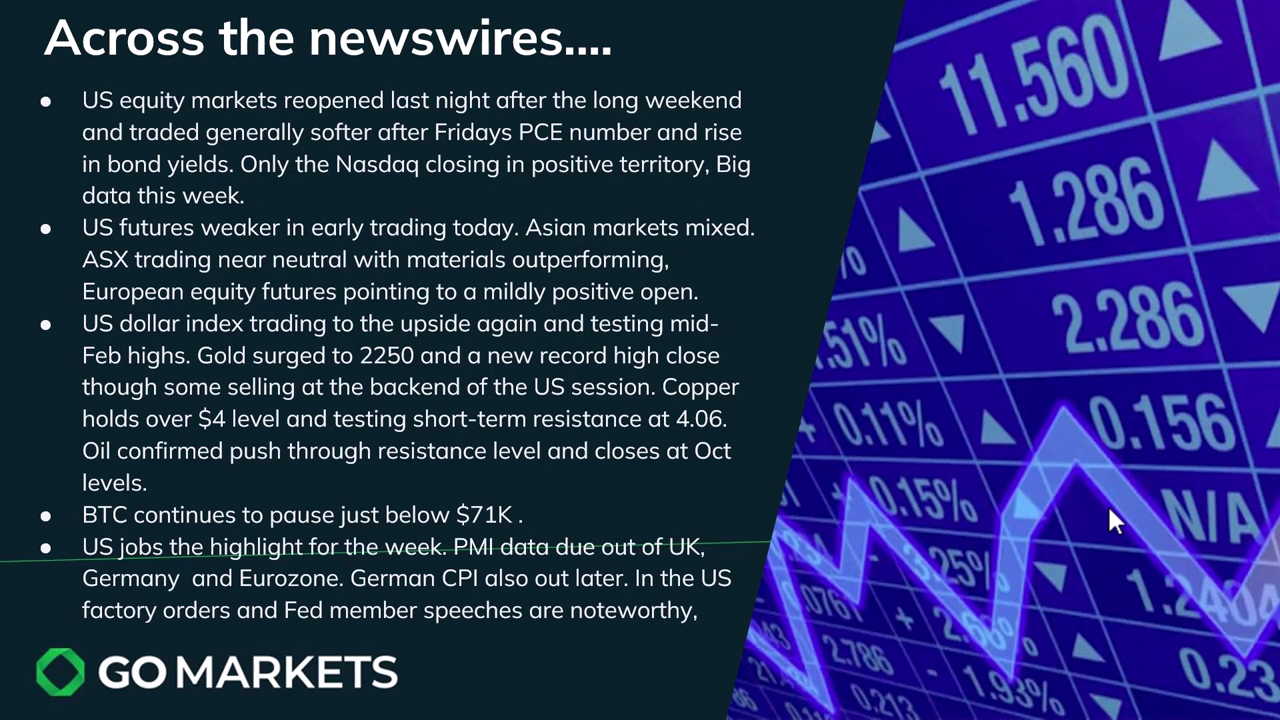 Across the newswires....
● US equity markets reopened last night after the long weekend
and traded generally softer after Fridays PCE number and rise
in bond yields. Only the Nasdaq closing in positive territory, Big
data this week.
● US futures weaker in early trading today. Asian markets mixed.
ASX trading near neutral with materials outperforming,
European equity futures pointing to a mildly positive open.
● US dollar index trading to the upside again and testing mid-
Feb highs. Gold surged to 2250 and a new record high close
though some selling at the backend of the US session. Copper
holds over $4 level and testing short-term resistance at 4.06.
Oil confirmed push through resistance level and closes at Oct
levels.
● BTC continues to pause just below $71K .
● US jobs the highlight for the week. PMI data due out of UK,
Germany  and Eurozone. German CPI also out later. In the US
factory orders and Fed member speeches are noteworthy,
GO MARKETS
11.560
1.286
2.286
0.11% 0.156
0.15% N/A
2.786
0.213 1.93%